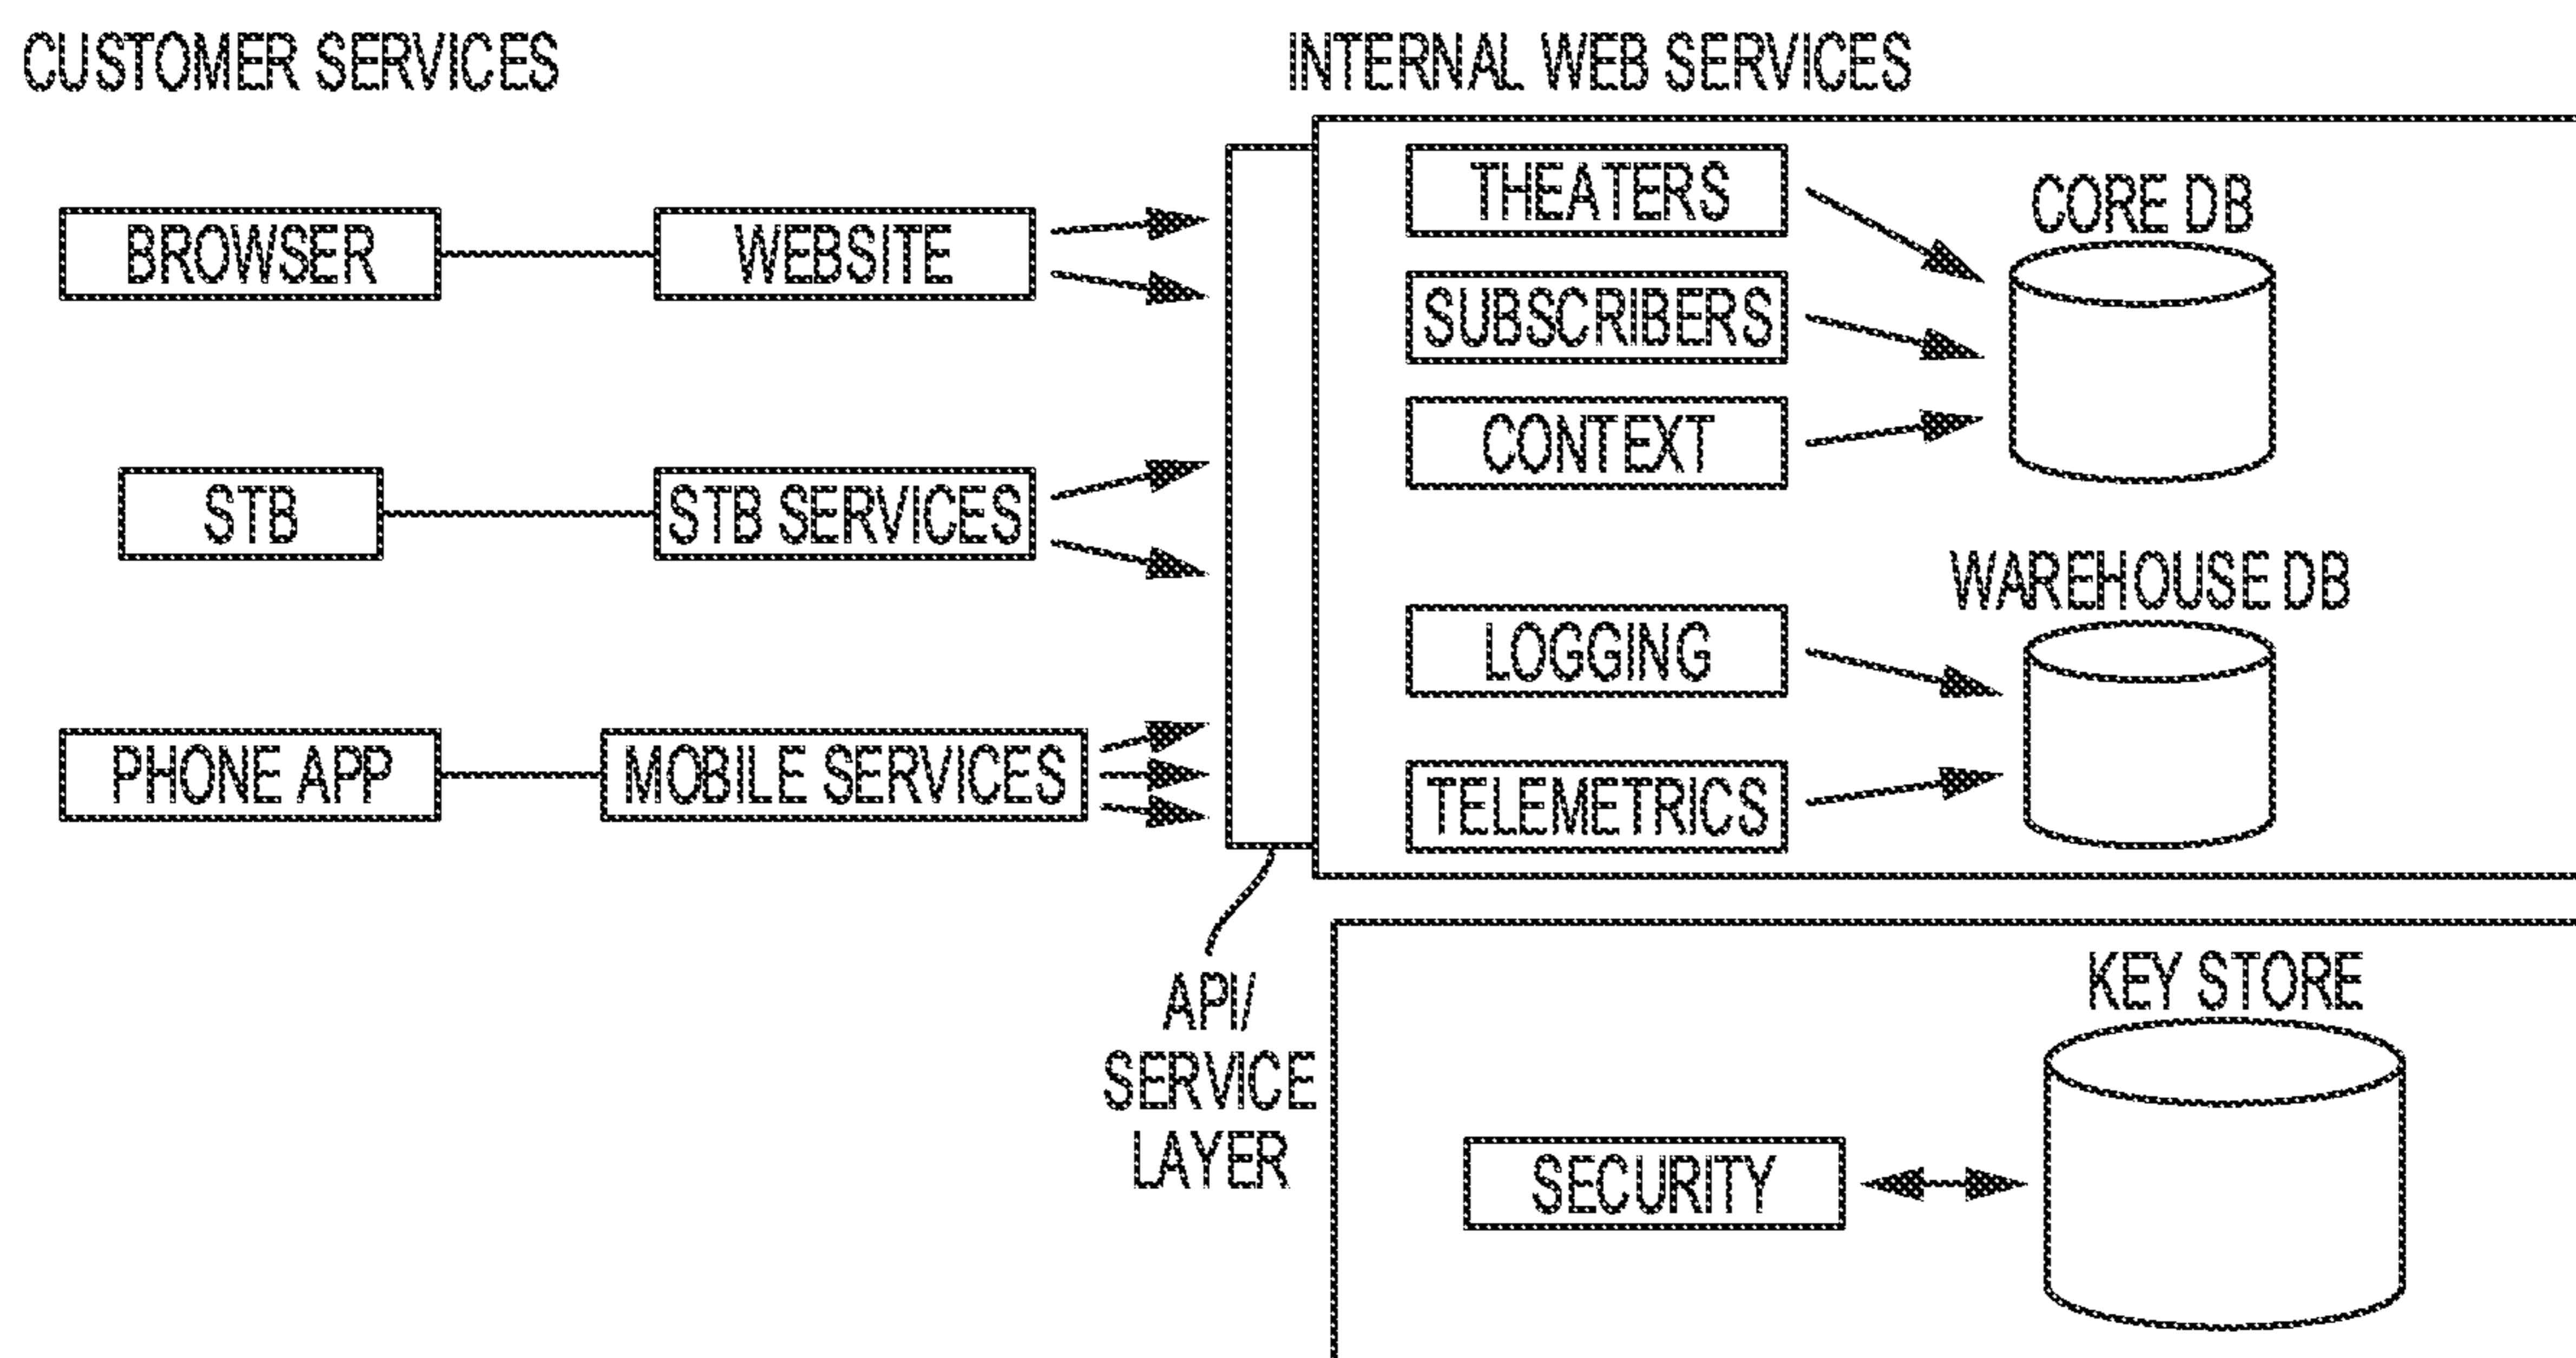 CUSTOMER SERVICES
INTERNAL WEB SERVICES
BROWSER
WEBSITE
STB
STB SERVICES
PHONE APP
MOBILE SERVICES
API/
SERVICE
LAYER
THEATERS
SUBSCRIBERS
CONTEXT
CORE DB
LOGGING
TELEMETRICS
WAREHOUSE DB
SECURITY
KEY STORE